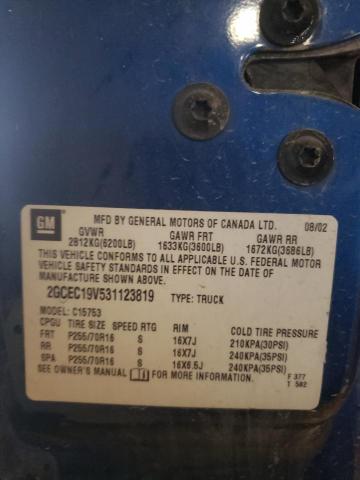 GM
MFD BY GENERAL MOTORS OF CANADA LTD. 08/02
GVWR GAWR FRT GAWR RR
2812KG(6200LB) 1633KG(3600LB) 1672KG(3686LB)
THIS VEHICLE CONFORMS TO ALL APPLICABLE U.S. FEDERAL MOTOR
VEHICLE SAFETY STANDARDS IN EFFECT ON THE DATE OF
MANUFACTURE SHOWN ABOVE.
2GCEC19V531123819 TYPE: TRUCK
MODEL: C15753
CPGU TIRE SIZE SPEED RTG RIM COLD TIRE PRESSURE
FRT P255/70R16 S 16X7J 210KPA(30PSI)
RR P255/70R16 S 16X7J 240KPA(35PSI)
SPA P255/70R16 S 16X6.5J 240KPA(35PSI)
SEE OWNER'S MANUAL FOR MORE INFORMATION. F 377
T 582